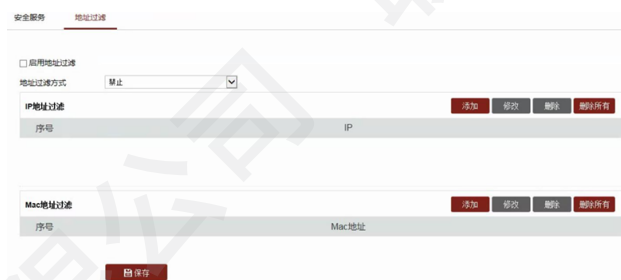 安全服务 地址过滤
启用地址过滤
地址过滤方式 禁止
IP地址过滤 添加 修改 删除 删除所有
序号 IP
Mac地址过滤 添加 修改 删除 删除所有
序号 Mac地址
保存
限公司